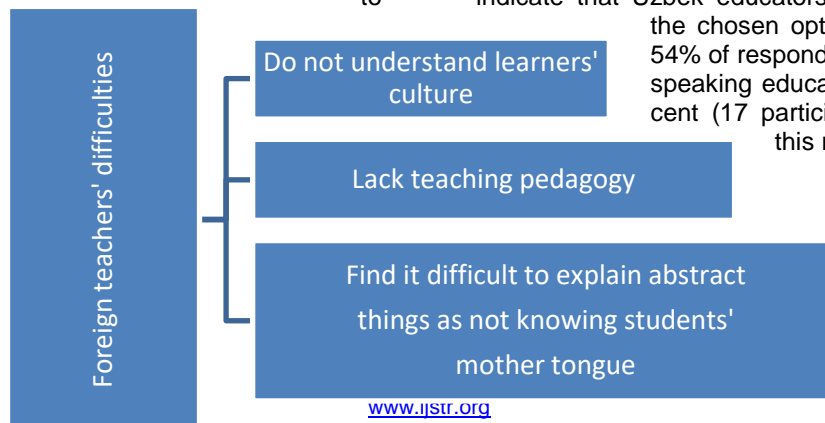 to
indicate that Uzbek educators
the chosen opt
54% of respond
speaking educa
cent (17 partici
this
Foreign teachers' difficulties
Do not understand learners'
culture
Lack teaching pedagogy
Find it difficult to explain abstract
things as not knowing students'
mother tongue
www.ijstr.org